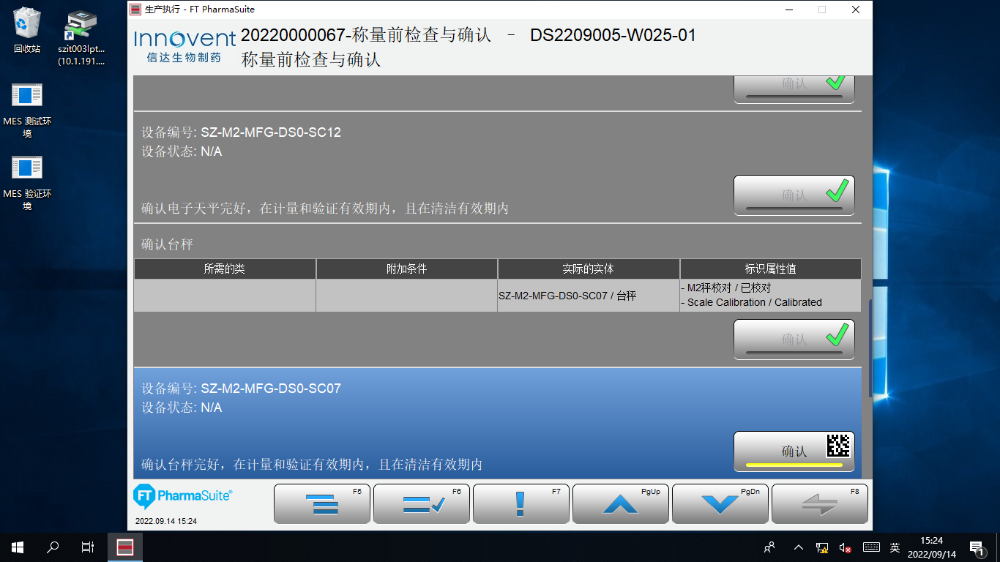 生产执行 - FT PharmaSuite
回收站
szit003lpt...
(10.1.191....
MES 测试环
境
MES 验证环
境
Innovent
信达生物制药
20220000067-称量前检查与确认 - DS2209005-W025-01
称量前检查与确认
确认
设备编号: SZ-M2-MFG-DS0-SC12
设备状态: N/A
确认
确认电子天平完好，在计量和验证有效期内，且在清洁有效期内
确认台秤
所需的类 附加条件 实际的实体 标识属性值
SZ-M2-MFG-DS0-SC07 / 台秤
- M2秤校对 / 已校对
- Scale Calibration / Calibrated
确认
设备编号: SZ-M2-MFG-DS0-SC07
设备状态: N/A
确认
确认台秤完好，在计量和验证有效期内，且在清洁有效期内
FT PharmaSuite®
2022.09.14 15:24
F5 F6 F7 PgUp PgDn F8
英
15:24
2022/09/14
1